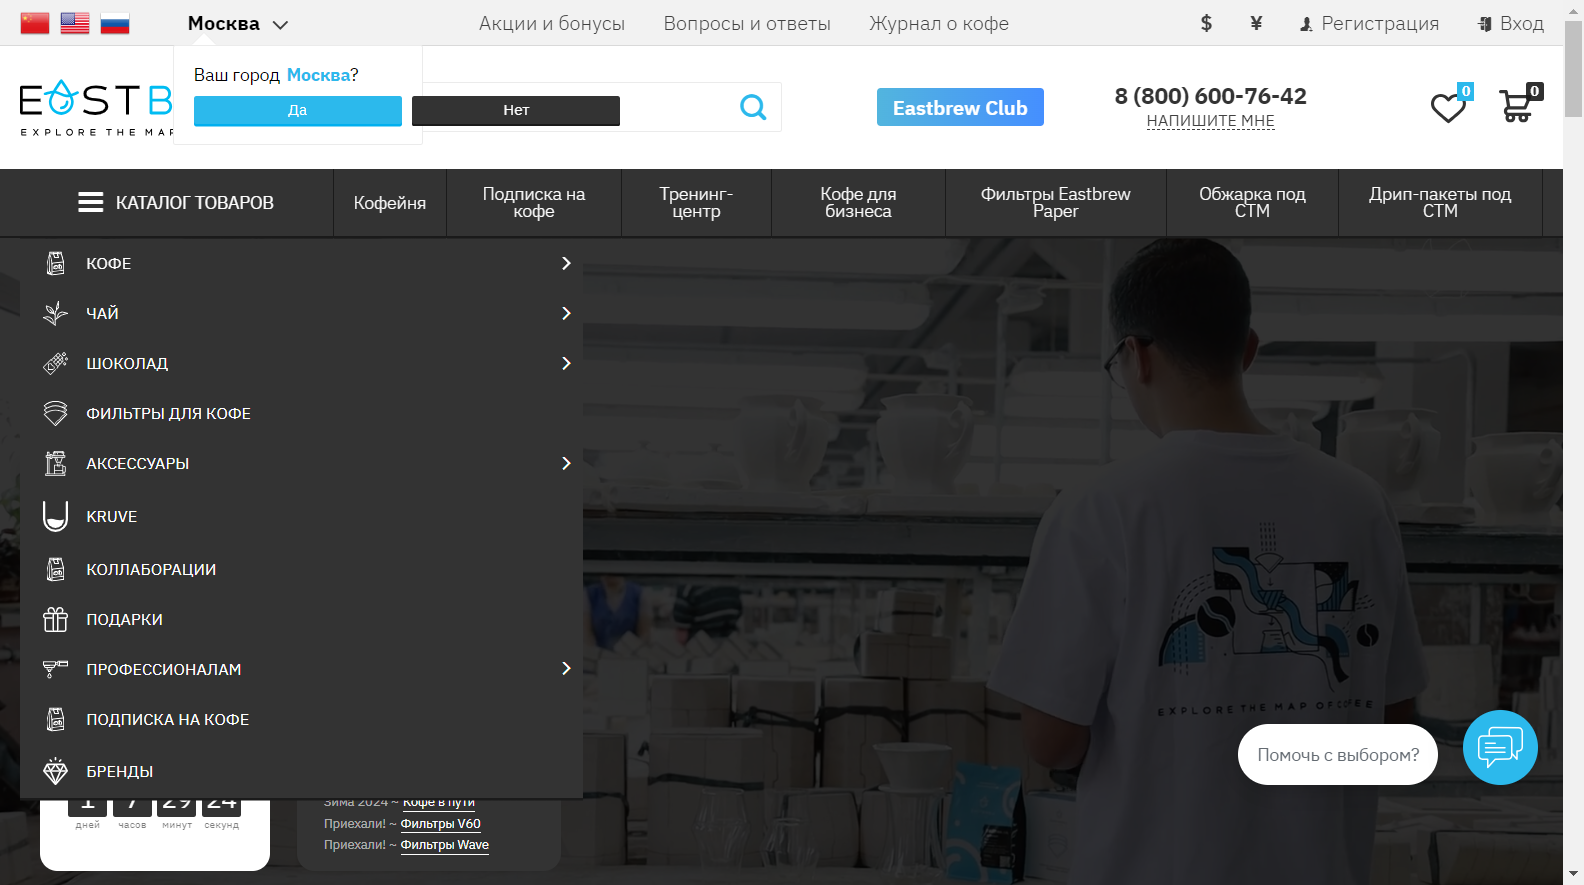 Москва
Акции и бонусы
Вопросы и ответы
Журнал о кофе
$
¥
Регистрация
Вход
Ваш город Москва?
Да
Нет
EASTB
EXPLORE THE MAP
Eastbrew Club
8 (800) 600-76-42
НАПИШИТЕ МНЕ
0
0
КАТАЛОГ ТОВАРОВ
Кофейня
Подписка на
кофе
Тренинг-
центр
Кофе для
бизнеса
Фильтры Eastbrew
Paper
Обжарка под
СТМ
Дрип-пакеты под
СТМ
КОФЕ
ЧАЙ
ШОКОЛАД
ФИЛЬТРЫ ДЛЯ КОФЕ
АКСЕССУАРЫ
KRUVE
КОЛЛАБОРАЦИИ
ПОДАРКИ
ПРОФЕССИОНАЛАМ
ПОДПИСКА НА КОФЕ
БРЕНДЫ
EXPLORE THE MAP OF COFFEE
Помочь с выбором?
1 7 29 24
дней часов минут секунд
Зима 2024 ~ Кофе в пути
Приехали! ~ Фильтры V60
Приехали! ~ Фильтры Wave